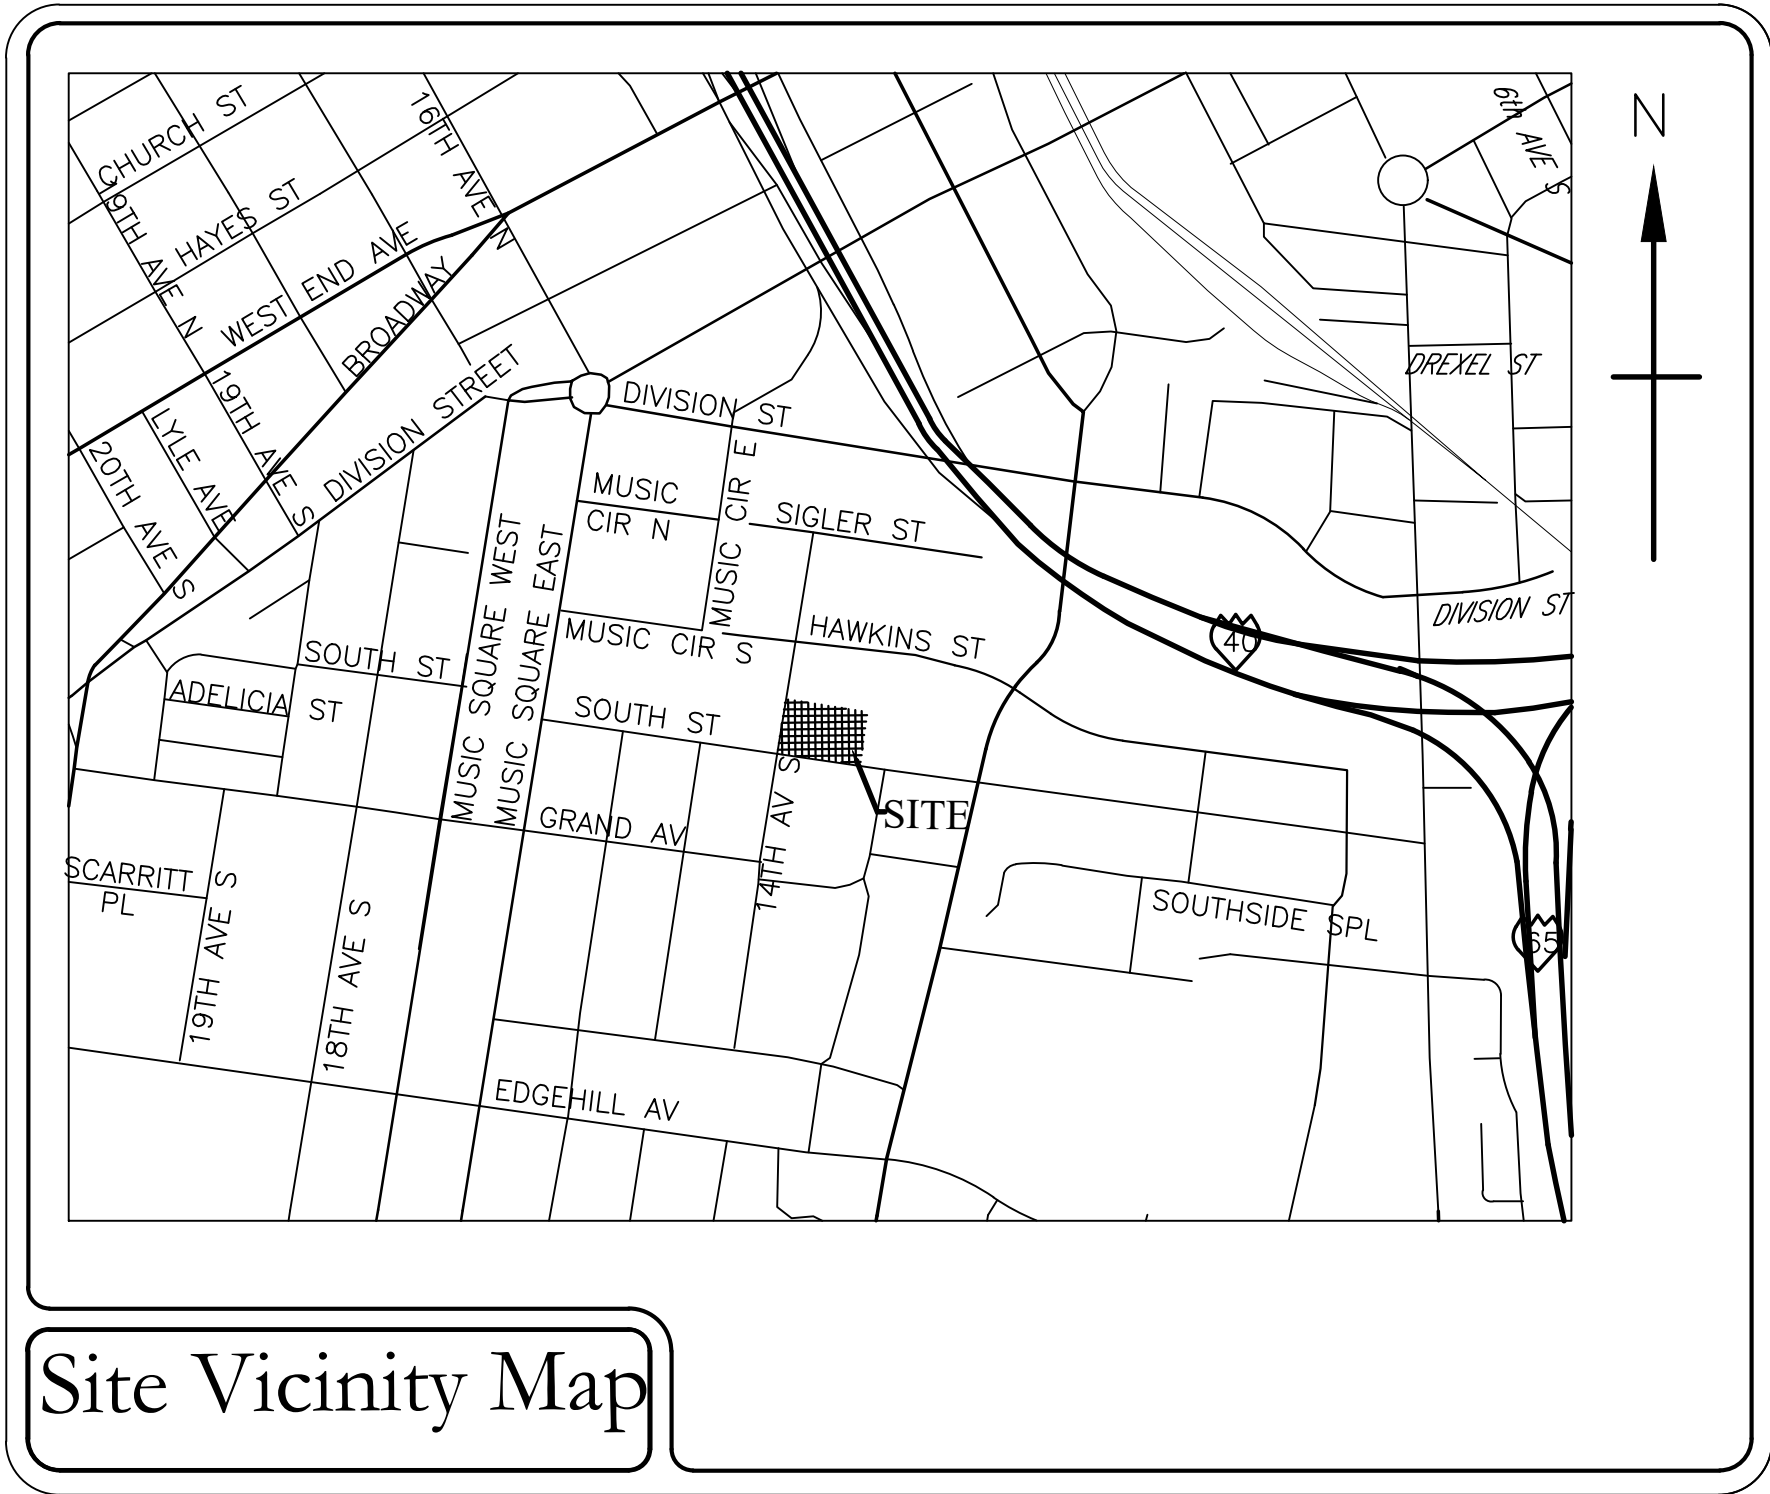 CHURCH ST
16TH AVE N
6th AVE S
N
19TH AVE N
HAYES ST
WEST END AVE
BROADWAY
DREXEL ST
19TH AVE S
LYLE AVE
20TH AVE S
DIVISION STREET
DIVISION ST
MUSIC
CIR N
MUSIC CIR E
SIGLER ST
MUSIC SQUARE WEST
MUSIC SQUARE EAST
DIVISION ST
MUSIC CIR S
HAWKINS ST
40
SOUTH ST
ADELICIA ST
SOUTH ST
SITE
GRAND AV
14TH AV S
SCARRITT
PL
19TH AVE S
18TH AVE S
SOUTHSIDE SPL
65
EDGEHILL AV
Site Vicinity Map